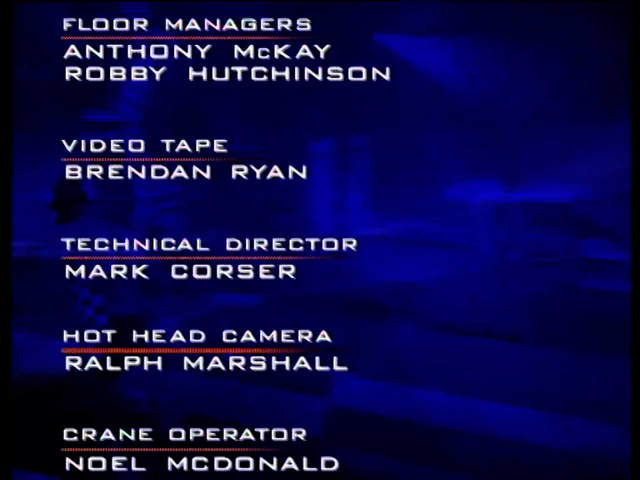 FLOOR MANAGERS
ANTHONY McKAY
ROBBY HUTCHINSON
VIDEO TAPE
BRENDAN RYAN
TECHNICAL DIRECTOR
MARK CORSER
HOT HEAD CAMERA
RALPH MARSHALL
CRANE OPERATOR
NOEL MCDONALD